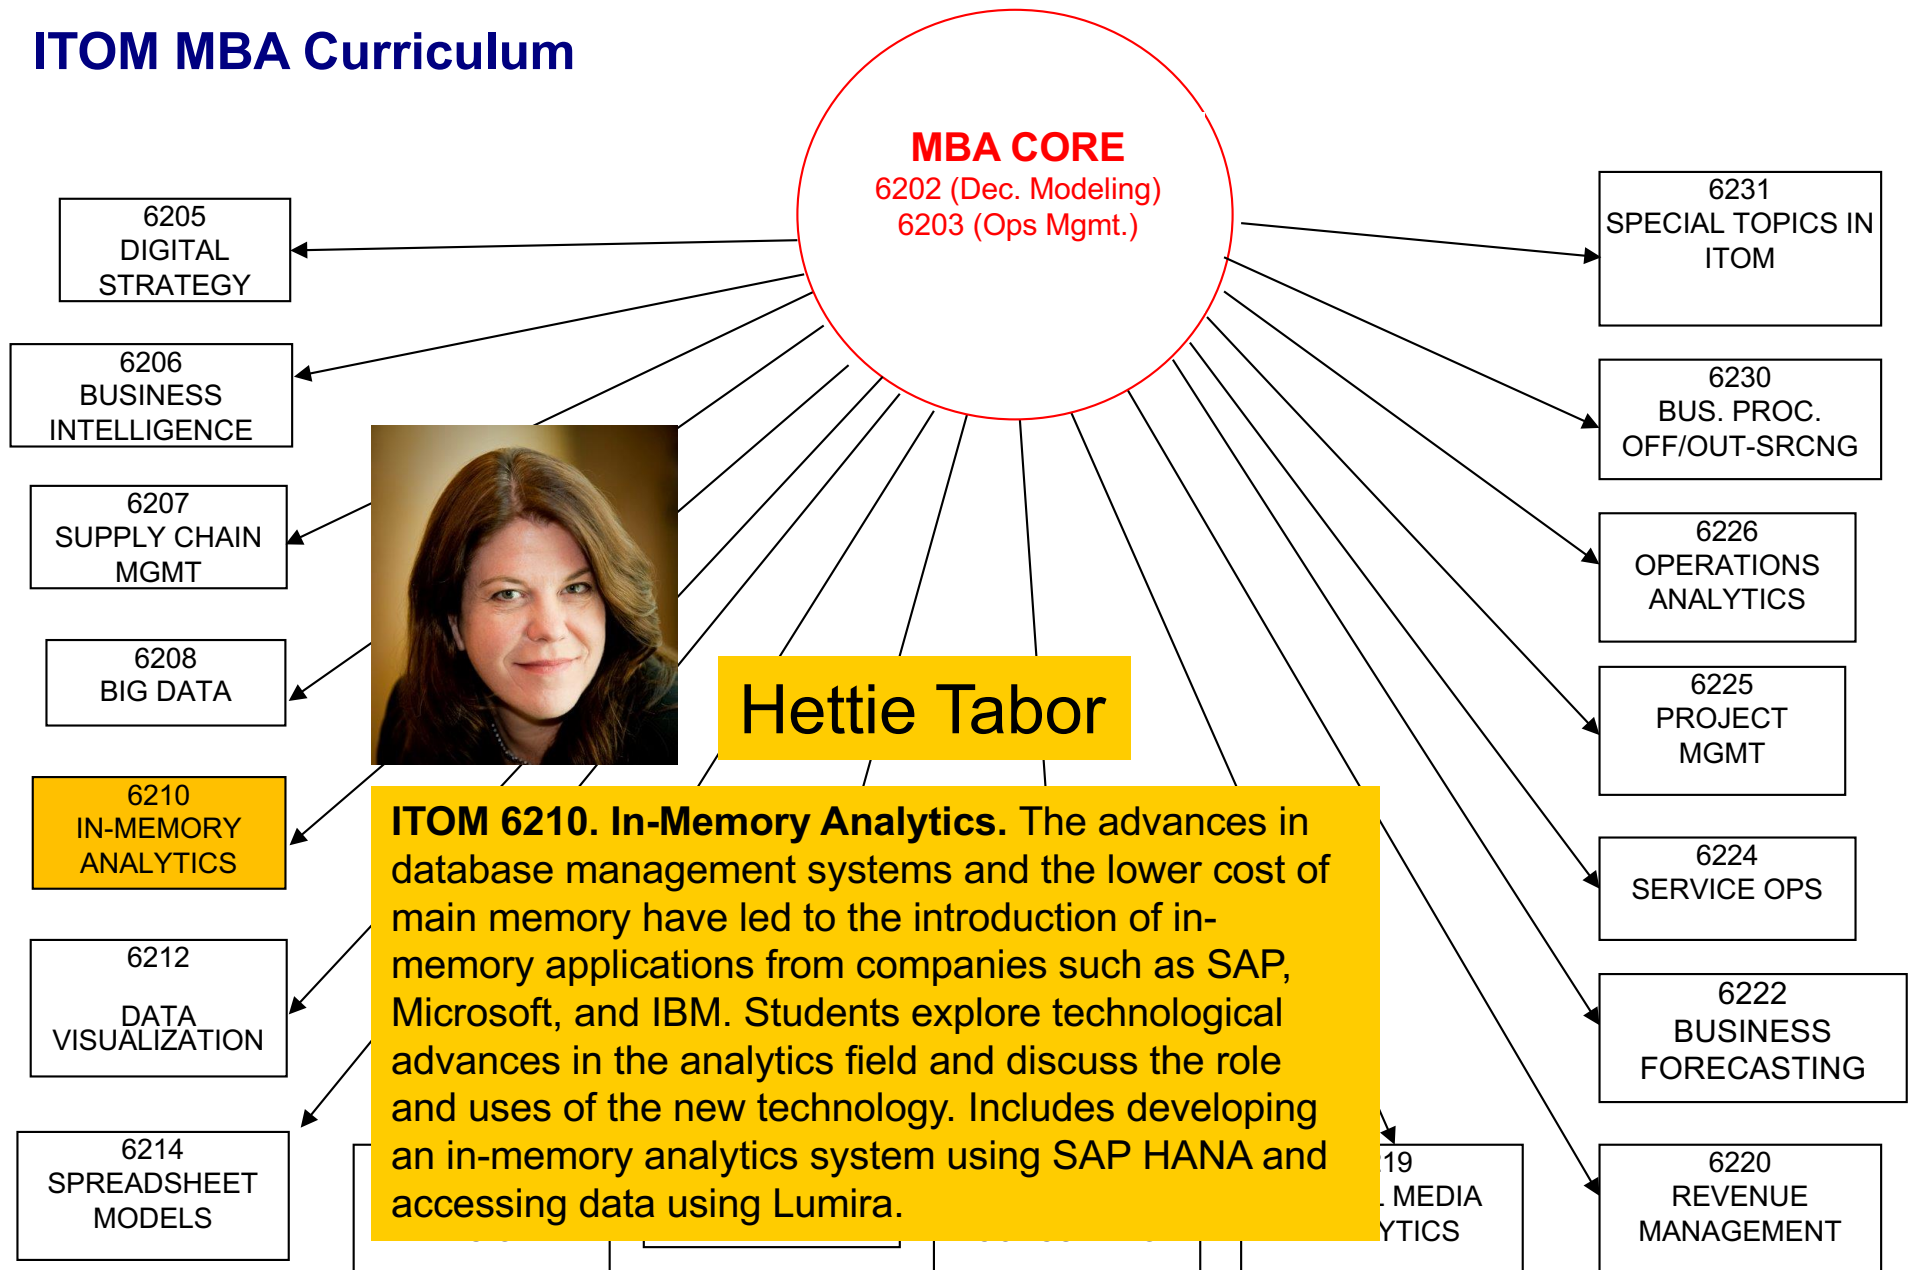 ITOM MBA Curriculum
MBA CORE
6202 (Dec. Modeling)
6203 (Ops Mgmt.)
6205
DIGITAL
STRATEGY
6206
BUSINESS
INTELLIGENCE
6207
SUPPLY CHAIN
MGMT
6208
BIG DATA
6210
IN-MEMORY
ANALYTICS
6212
DATA
VISUALIZATION
6214
SPREADSHEET
MODELS
Hettie Tabor
ITOM 6210. In-Memory Analytics. The advances in
database management systems and the lower cost of
main memory have led to the introduction of in-
memory applications from companies such as SAP,
Microsoft, and IBM. Students explore technological
advances in the analytics field and discuss the role
and uses of the new technology. Includes developing
an in-memory analytics system using SAP HANA and
accessing data using Lumira.
19
MEDIA
YTICS
6231
SPECIAL TOPICS IN
ITOM
6230
BUS. PROC.
OFF/OUT-SRCNG
6226
OPERATIONS
ANALYTICS
6225
PROJECT
MGMT
6224
SERVICE OPS
6222
BUSINESS
FORECASTING
6220
REVENUE
MANAGEMENT